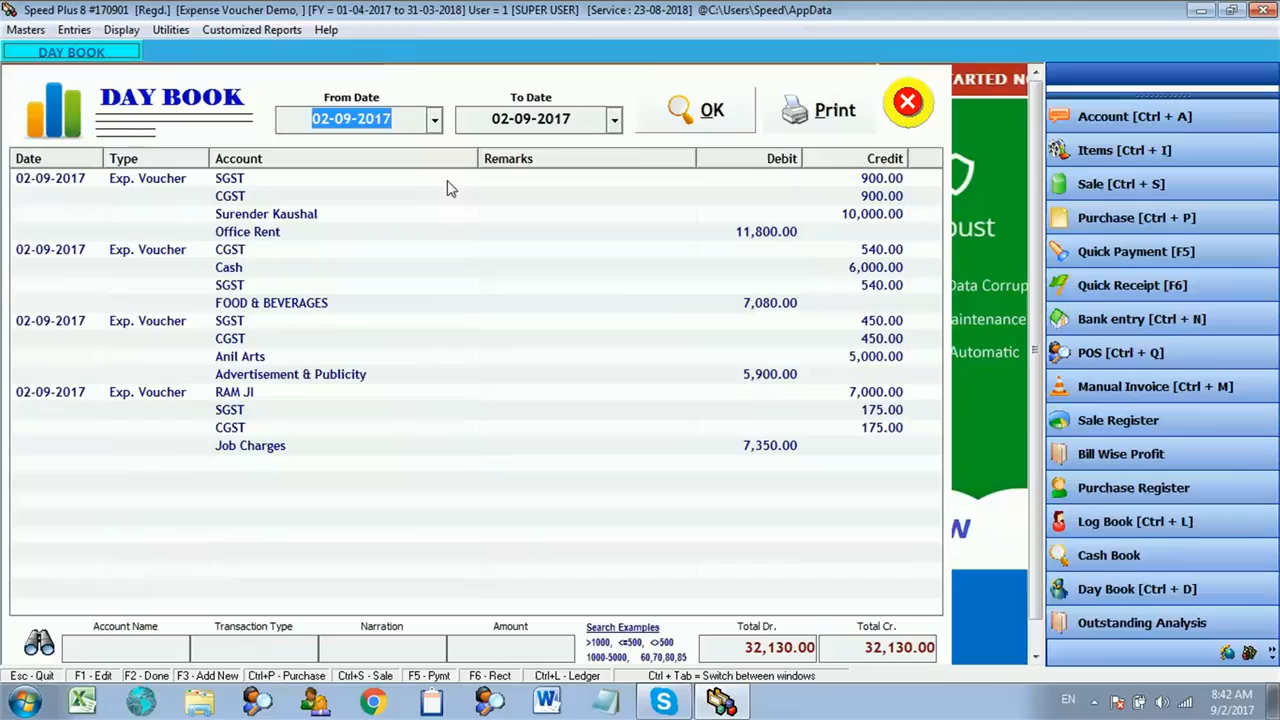 Speed Plus 8 #170901 [Regd.] [Expense Voucher Demo, ] [FY = 01-04-2017 to 31-03-2018] User = 1 [SUPER USER] [Service : 23-08-2018] @C:\Users\Speed\AppData
Masters Entries Display Utilities Customized Reports Help
DAY BOOK
DAY BOOK
From Date To Date
02-09-2017 02-09-2017 OK Print
Date Type Account Remarks Debit Credit
02-09-2017 Exp. Voucher SGST 900.00
CGST 900.00
Surender Kaushal 10,000.00
Office Rent 11,800.00
02-09-2017 Exp. Voucher CGST 540.00
Cash 6,000.00
SGST 540.00
FOOD & BEVERAGES 7,080.00
02-09-2017 Exp. Voucher SGST 450.00
CGST 450.00
Anil Arts 5,000.00
Advertisement & Publicity 5,900.00
02-09-2017 Exp. Voucher RAM JI 7,000.00
SGST 175.00
CGST 175.00
Job Charges 7,350.00
Account Name Transaction Type Narration Amount Search Examples Total Dr. Total Cr.
>1000, <=500, <>500
1000-5000, 60,70,80,85
32,130.00 32,130.00
ARTED
oust
Data Corrup
aintenance
Automatic
W
Account [Ctrl + A]
Items [Ctrl + I]
Sale [Ctrl + S]
Purchase [Ctrl + P]
Quick Payment [F5]
Quick Receipt [F6]
Bank entry [Ctrl + N]
POS [Ctrl + Q]
Manual Invoice [Ctrl + M]
Sale Register
Bill Wise Profit
Purchase Register
Log Book [Ctrl + L]
Cash Book
Day Book [Ctrl + D]
Outstanding Analysis
Esc - Quit F1 - Edit F2 - Done F3 - Add New Ctrl+P - Purchase Ctrl+S - Sale F5 - Pymt F6 - Rect Ctrl+L - Ledger Ctrl + Tab = Switch between windows
EN 8:42 AM
9/2/2017